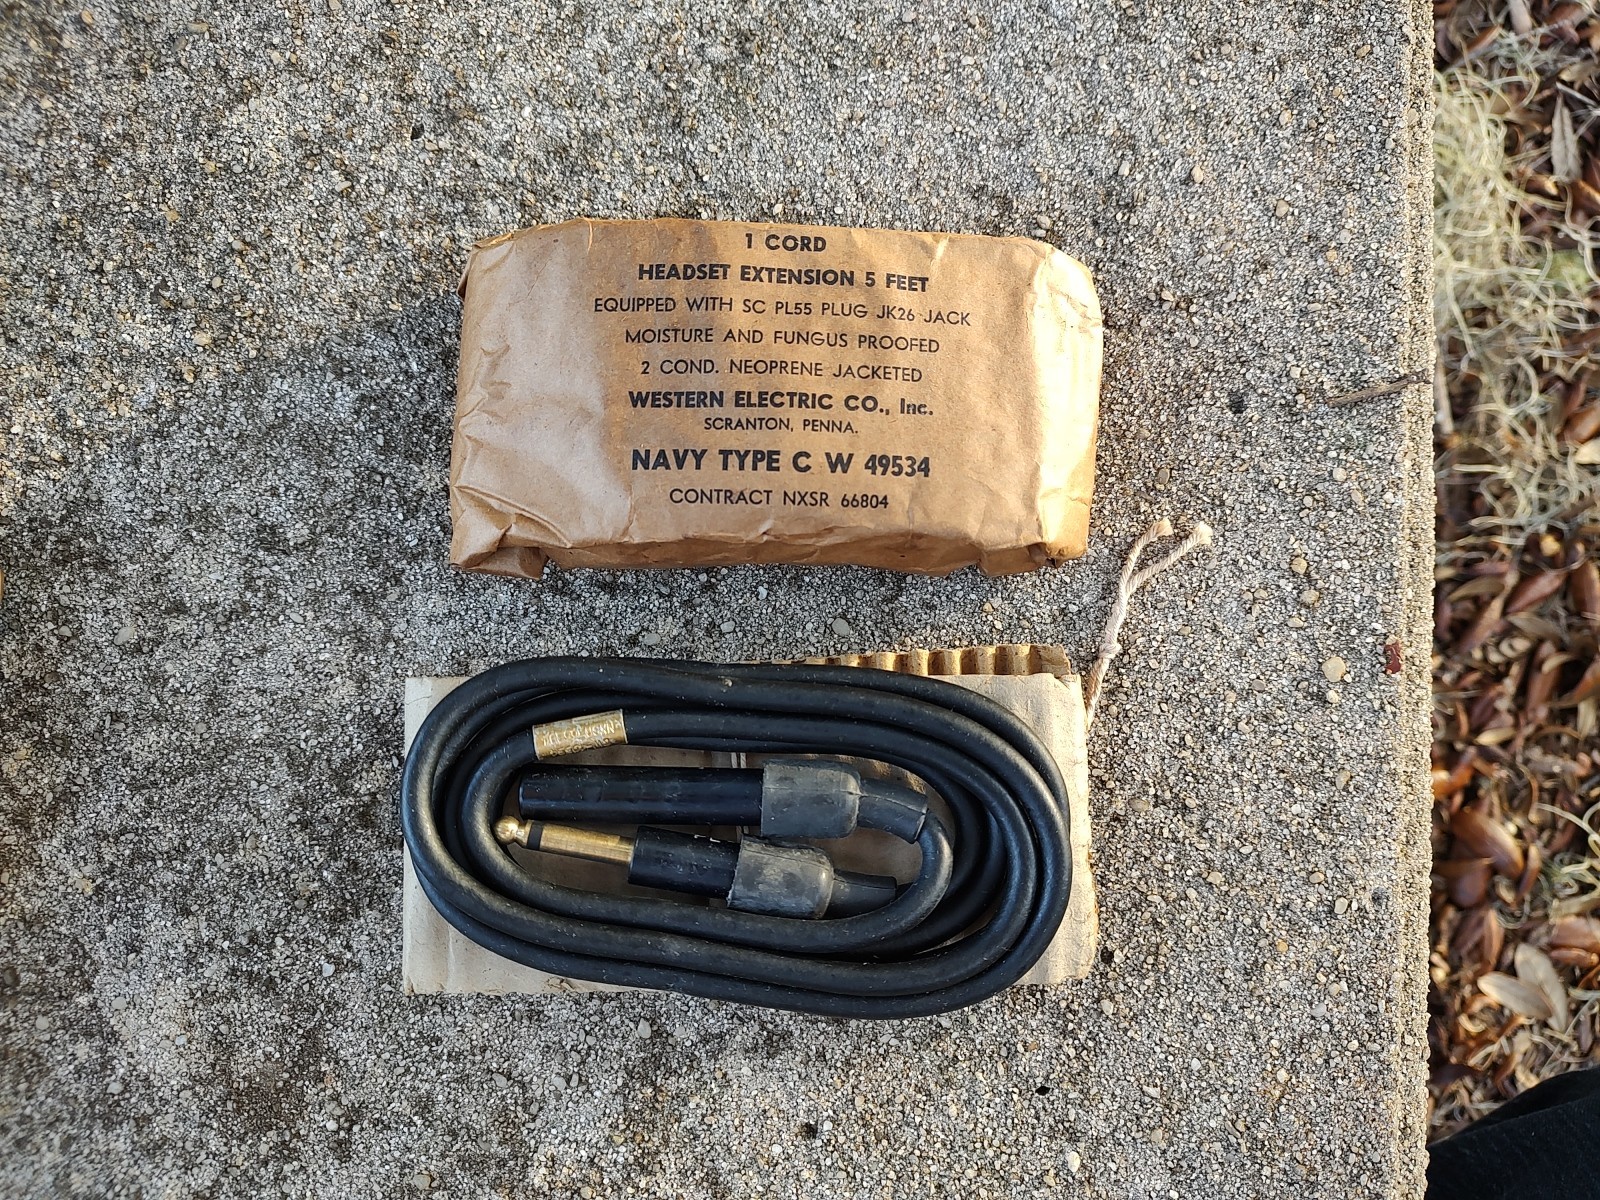 1 CORD
HEADSET EXTENSION 5 FEET
EQUIPPED WITH SC PL55 PLUG JK26 JACK
MOISTURE AND FUNGUS PROOFED
2 COND. NEOPRENE JACKETED
WESTERN ELECTRIC CO., Inc.
SCRANTON, PENNA.
NAVY TYPE C W 49534
CONTRACT NXSR 66804